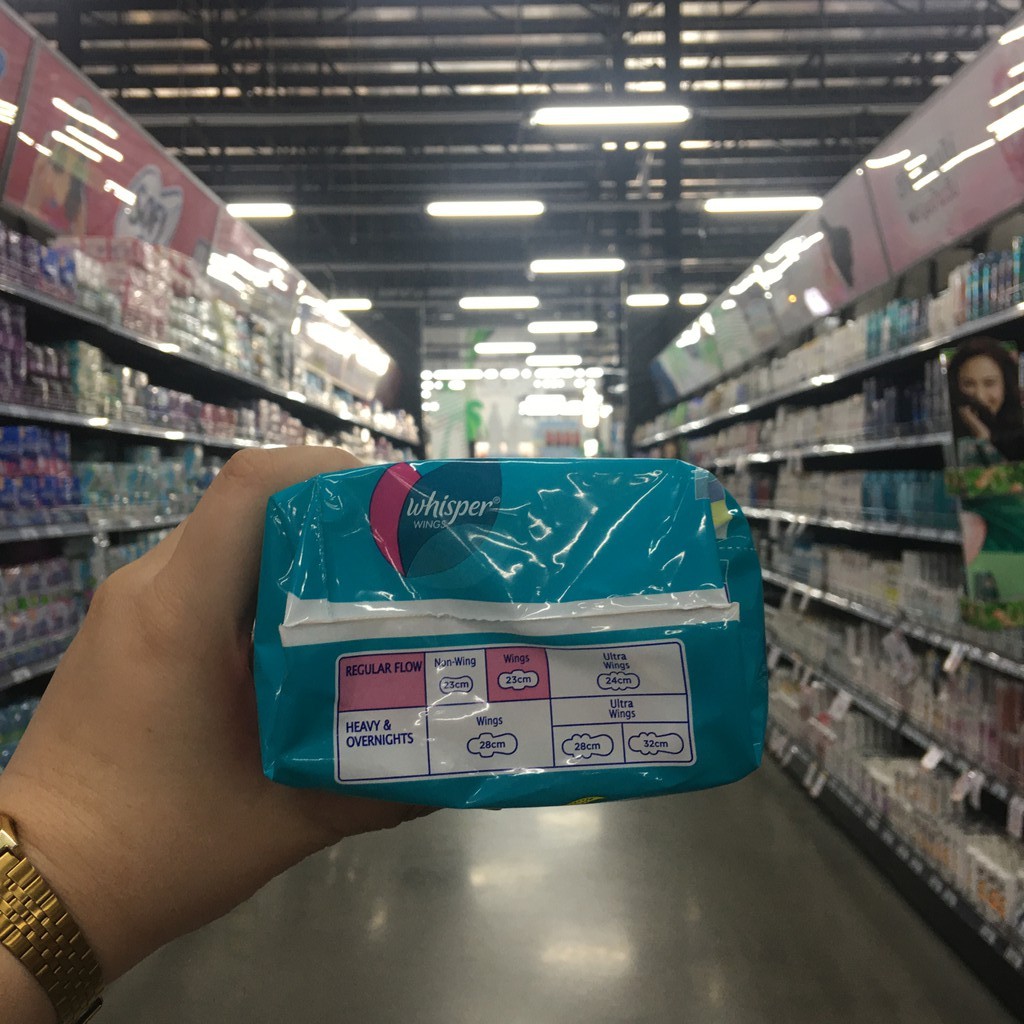 whisper®
WINGS
REGULAR FLOW
Non-Wing
23cm
Wings
23cm
Ultra
Wings
24cm
HEAVY &
OVERNIGHTS
Wings
28cm
Ultra
Wings
28cm
32cm